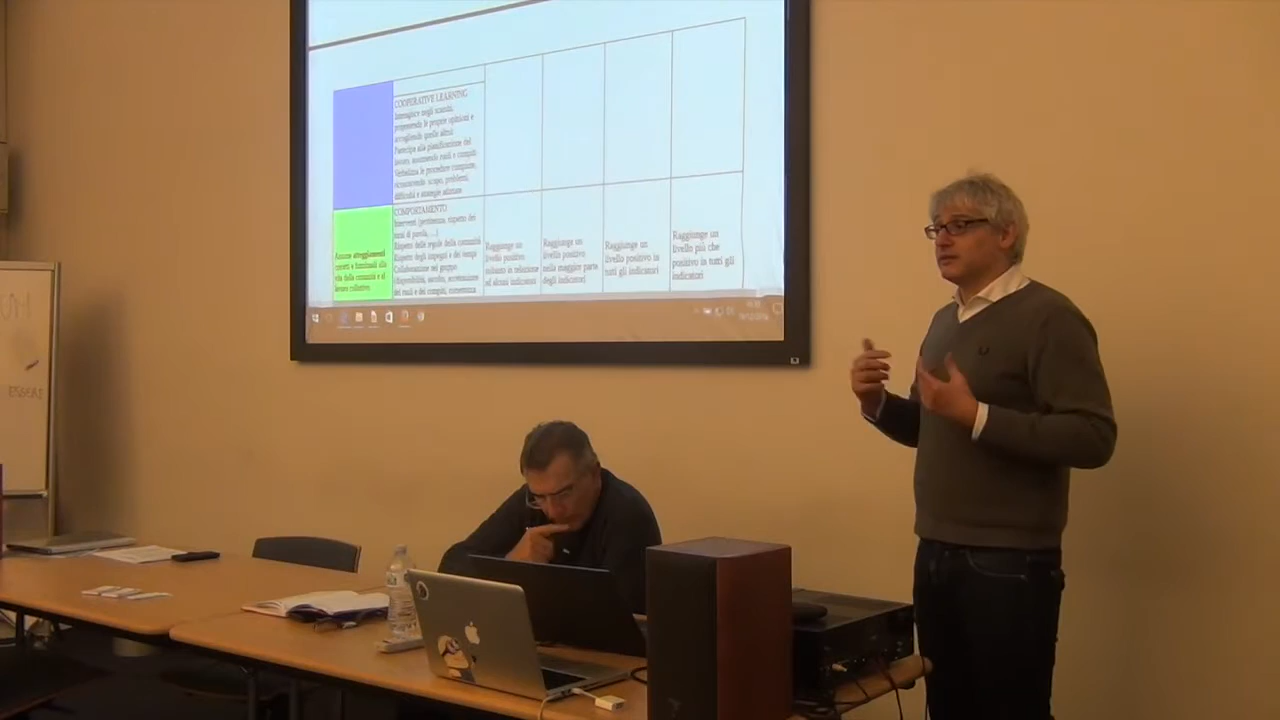 COOPERATIVE LEARNING
Interagisce negli scambi,
proponendo le proprie opinioni e
accogliendo quelle altrui
Partecipa alla pianificazione del
lavoro, assumendo ruoli e compiti
Verbalizza le procedure compiute,
riconoscendo scopo, problemi,
difficoltà e strategie
Assume atteggiamenti
corretti e funzionali alla
vita della comunità e al
lavoro collettivo.
COMPORTAMENTO
Interventi (pertinenza, rispetto dei
turni di parola, …)
Rispetto delle regole della comunità
Rispetto degli impegni e dei tempi
Collaborazione nel gruppo
(disponibilità, ascolto, accettazione
dei ruoli e dei compiti,
Raggiunge un
livello positivo
soltanto in relazione
ad alcuni indicatori
Raggiunge un
livello positivo
nella maggior parte
degli indicatori
Raggiunge un
livello positivo in
tutti gli indicatori
Raggiunge un
livello più che
positivo in tutti gli
indicatori
ESSERE